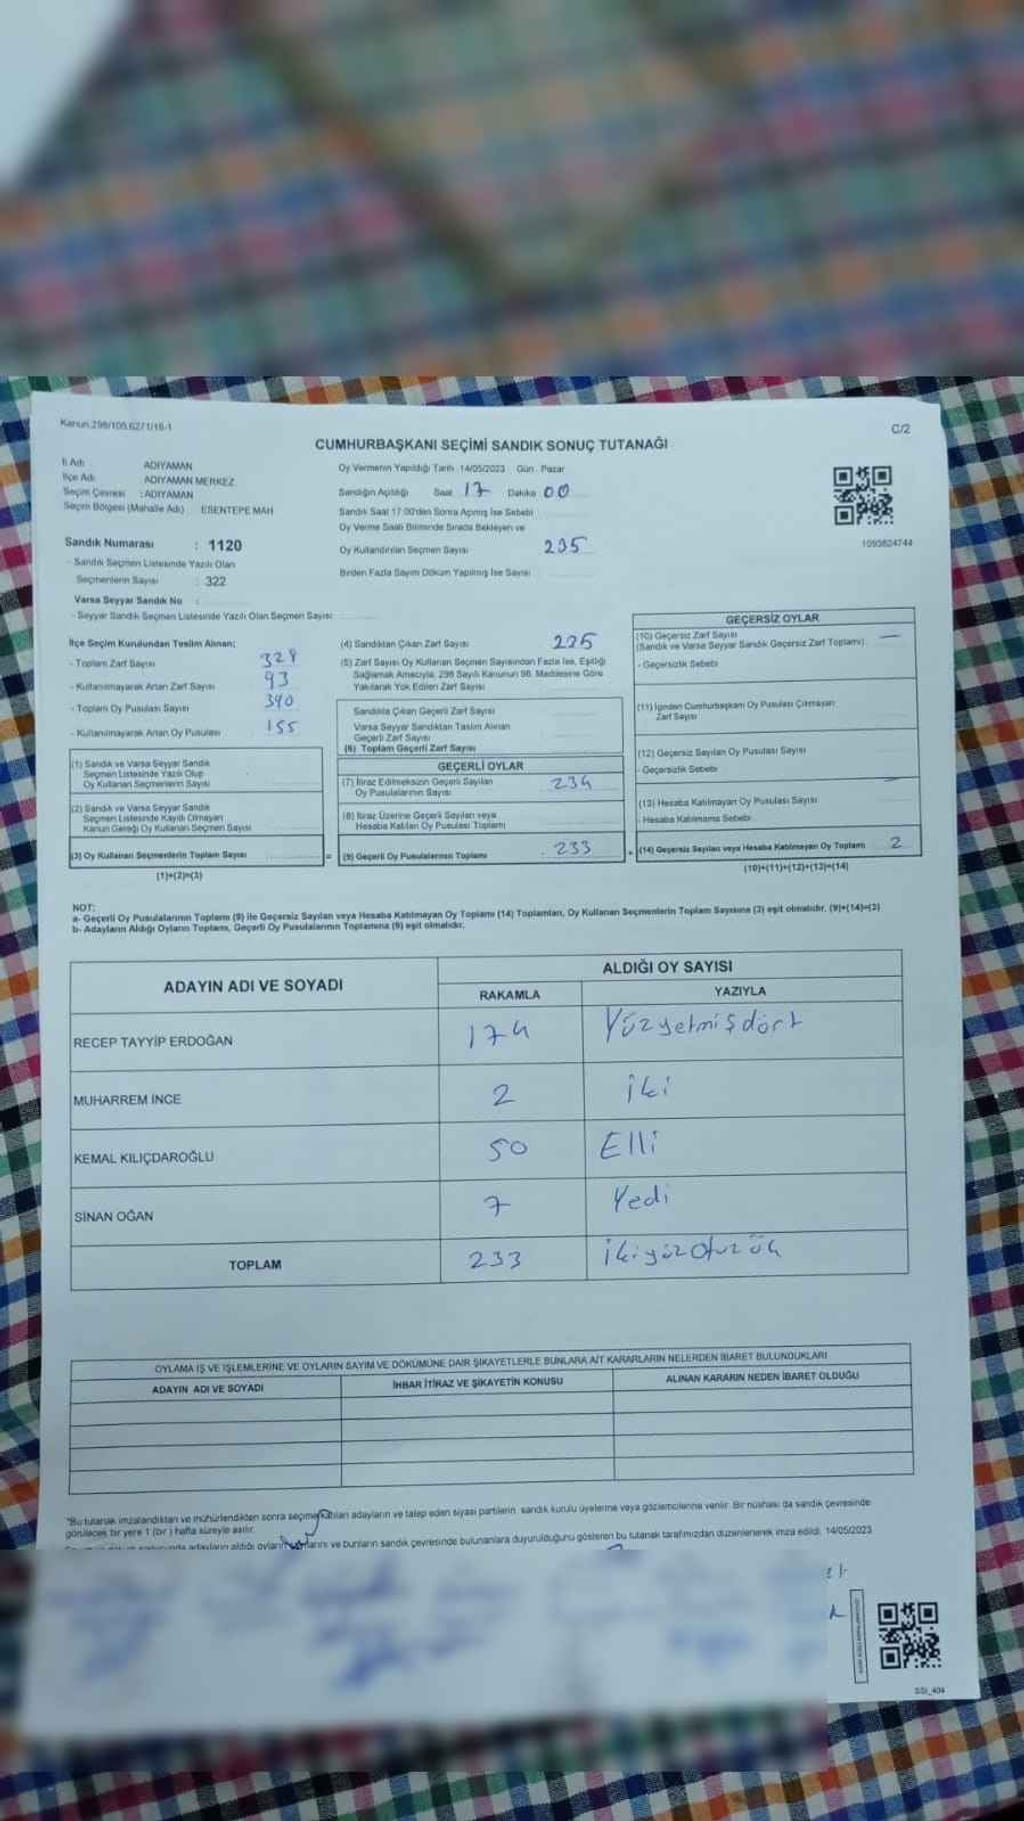 Kanun 298/105,62/1/16-1
C/2
CUMHURBAŞKANI SEÇİMİ SANDIK SONUÇ TUTANAĞI
İl Adı ADIYAMAN
İlçe Adı ADIYAMAN MERKEZ
Seçim Çevresi : ADIYAMAN
Seçim Bölgesi (Mahalle Adı) ESENTEPE MAH
Sandık Numarası : 1120
- Sandık Seçmen Listesinde Yazılı Olan
Seçmenlerin Sayısı : 322
Varsa Seyyar Sandık No :
- Seyyar Sandık Seçmen Listesinde Yazılı Olan Seçmen Sayısı
Oy Vermenin Yapıldığı Tarih 14/05/2023 Gün : Pazar
Sandığın Açıldığı Saat 17 Dakika 00
Sandık Saat 17:00'den Sonra Açılmış İse Sebebi
Oy Verme Saati Bitiminde Sırada Bekleyen ve
Oy Kullandırılan Seçmen Sayısı 235
Birden Fazla Sayım Döküm Yapılmış İse Sayısı
1093824744
İlçe Seçim Kurulundan Teslim Alınan;
- Toplam Zarf Sayısı 328
- Kullanılmayarak Artan Zarf Sayısı 93
- Toplam Oy Pusulası Sayısı 390
- Kullanılmayarak Artan Oy Pusulası 155
(1) Sandık ve Varsa Seyyar Sandık
Seçmen Listesinde Yazılı Olup
Oy Kullanan Seçmenlerin Sayısı
(2) Sandık ve Varsa Seyyar Sandık
Seçmen Listesinde Kayıtlı Olmayan
Kanun Gereği Oy Kullanan Seçmen Sayısı
(3) Oy Kullanan Seçmenlerin Toplam Sayısı
(1)+(2)=(3)
(4) Sandıktan Çıkan Zarf Sayısı 235
(5) Zarf Sayısı Oy Kullanan Seçmen Sayısından Fazla İse, Eşitliği
Sağlamak Amacıyla, 298 Sayılı Kanunun 98. Maddesine Göre
Yakılarak Yok Edilen Zarf Sayısı
Sandıkta Çıkan Geçerli Zarf Sayısı
Varsa Seyyar Sandıktan Teslim Alınan
Geçerli Zarf Sayısı
(6) Toplam Geçerli Zarf Sayısı
GEÇERLİ OYLAR
(7) İtiraz Edilmeksizin Geçerli Sayılan
Oy Pusulalarının Sayısı 234
(8) İtiraz Üzerine Geçerli Sayılan veya
Hesaba Katılan Oy Pusulası Toplamı
= (9) Geçerli Oy Pusulalarının Toplamı 233
GEÇERSİZ OYLAR
(10) Geçersiz Zarf Sayısı —
(Sandık ve Varsa Seyyar Sandık Geçersiz Zarf Toplamı)
- Geçersizlik Sebebi
(11) İçinden Cumhurbaşkanı Oy Pusulası Çıkmayan
Zarf Sayısı
(12) Geçersiz Sayılan Oy Pusulası Sayısı
- Geçersizlik Sebebi
(13) Hesaba Katılmayan Oy Pusulası Sayısı
- Hesaba Katılmama Sebebi
+ (14) Geçersiz Sayılan veya Hesaba Katılmayan Oy Toplamı 2
(10)+(11)+(12)+(13)=(14)
NOT:
a- Geçerli Oy Pusulalarının Toplamı (9) ile Geçersiz Sayılan veya Hesaba Katılmayan Oy Toplamı (14) Toplamları, Oy Kullanan Seçmenlerin Toplam Sayısına (3) eşit olmalıdır. (9)+(14)=(3)
b- Adayların Aldığı Oyların Toplamı, Geçerli Oy Pusulalarının Toplamına (9) eşit olmalıdır.
ADAYIN ADI VE SOYADI ALDIĞI OY SAYISI
RAKAMLA YAZIYLA
RECEP TAYYİP ERDOĞAN 174 Yüzyetmişdört
MUHARREM İNCE 2 iki
KEMAL KILIÇDAROĞLU 50 Elli
SİNAN OĞAN 7 Yedi
TOPLAM 233 ikiyüzotuzüç
OYLAMA İŞ VE İŞLEMLERİNE VE OYLARIN SAYIM VE DÖKÜMÜNE DAİR ŞİKAYETLERLE BUNLARA AİT KARARLARIN NELERDEN İBARET BULUNDUKLARI
ADAYIN ADI VE SOYADI İHBAR İTİRAZ VE ŞİKAYETİN KONUSU ALINAN KARARIN NEDEN İBARET OLDUĞU
"Bu tutanak imzalandıktan ve mühürlendikten sonra seçime katılan adayların ve talep eden siyasi partilerin, sandık kurulu üyelerine veya gözlemcilerine verilir. Bir nüshası da sandık çevresinde
görülecek bir yere 1 (bir) hafta süreyle asılır.
adayların aldığı oyların ve bunların sandık çevresinde bulunanlara duyurulduğunu gösteren bu tutanak tarafımızdan düzenlenerek imza edildi. 14/05/2023